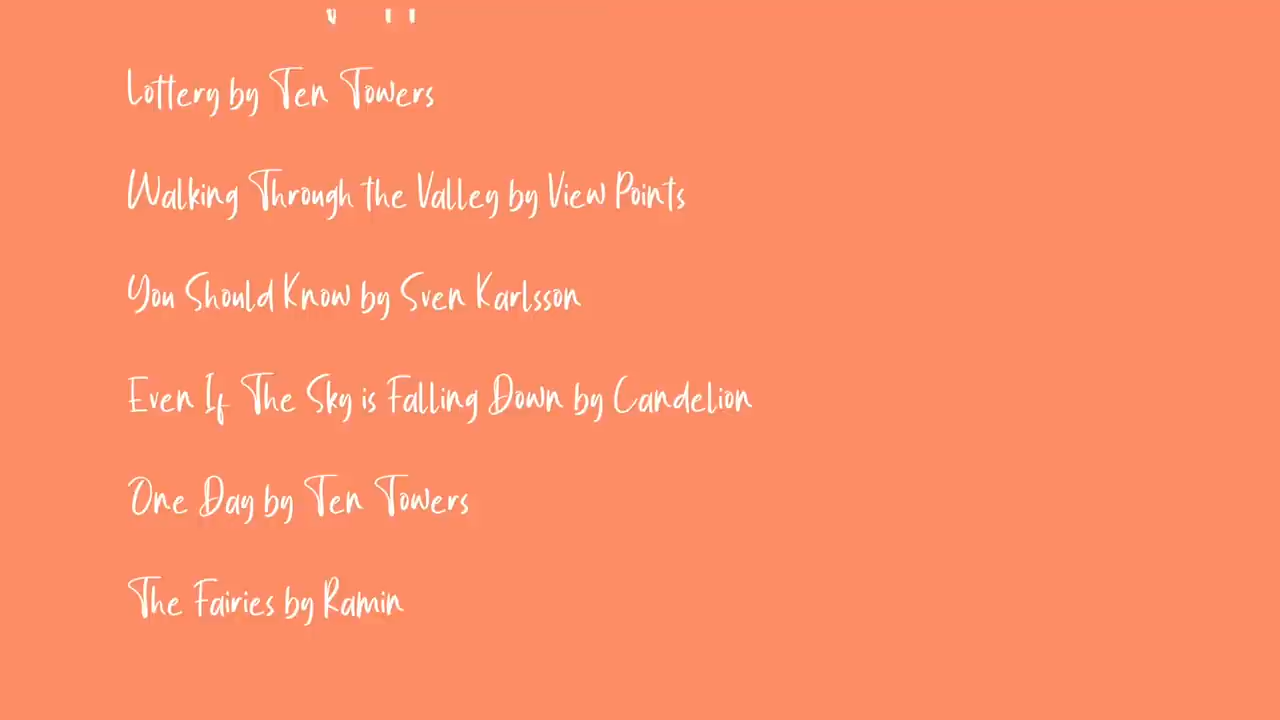 Lottery by Ten Towers
Walking Through the Valley by View Points
You Should Know by Sven Karlsson
Even If The Sky is Falling Down by Candelion
One Day by Ten Towers
The Fairies by Ramin